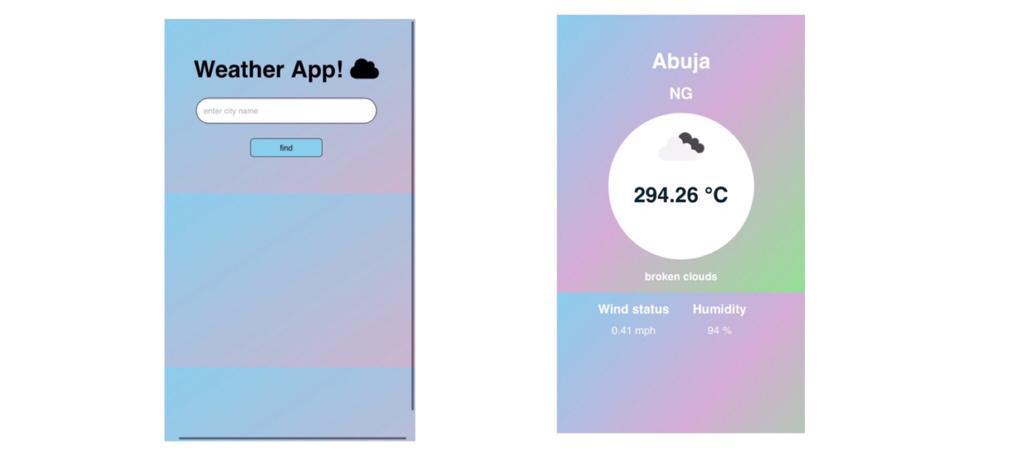 Weather App!
enter city name
find
Abuja
NG
294.26 °C
broken clouds
Wind status Humidity
0.41 mph 94 %